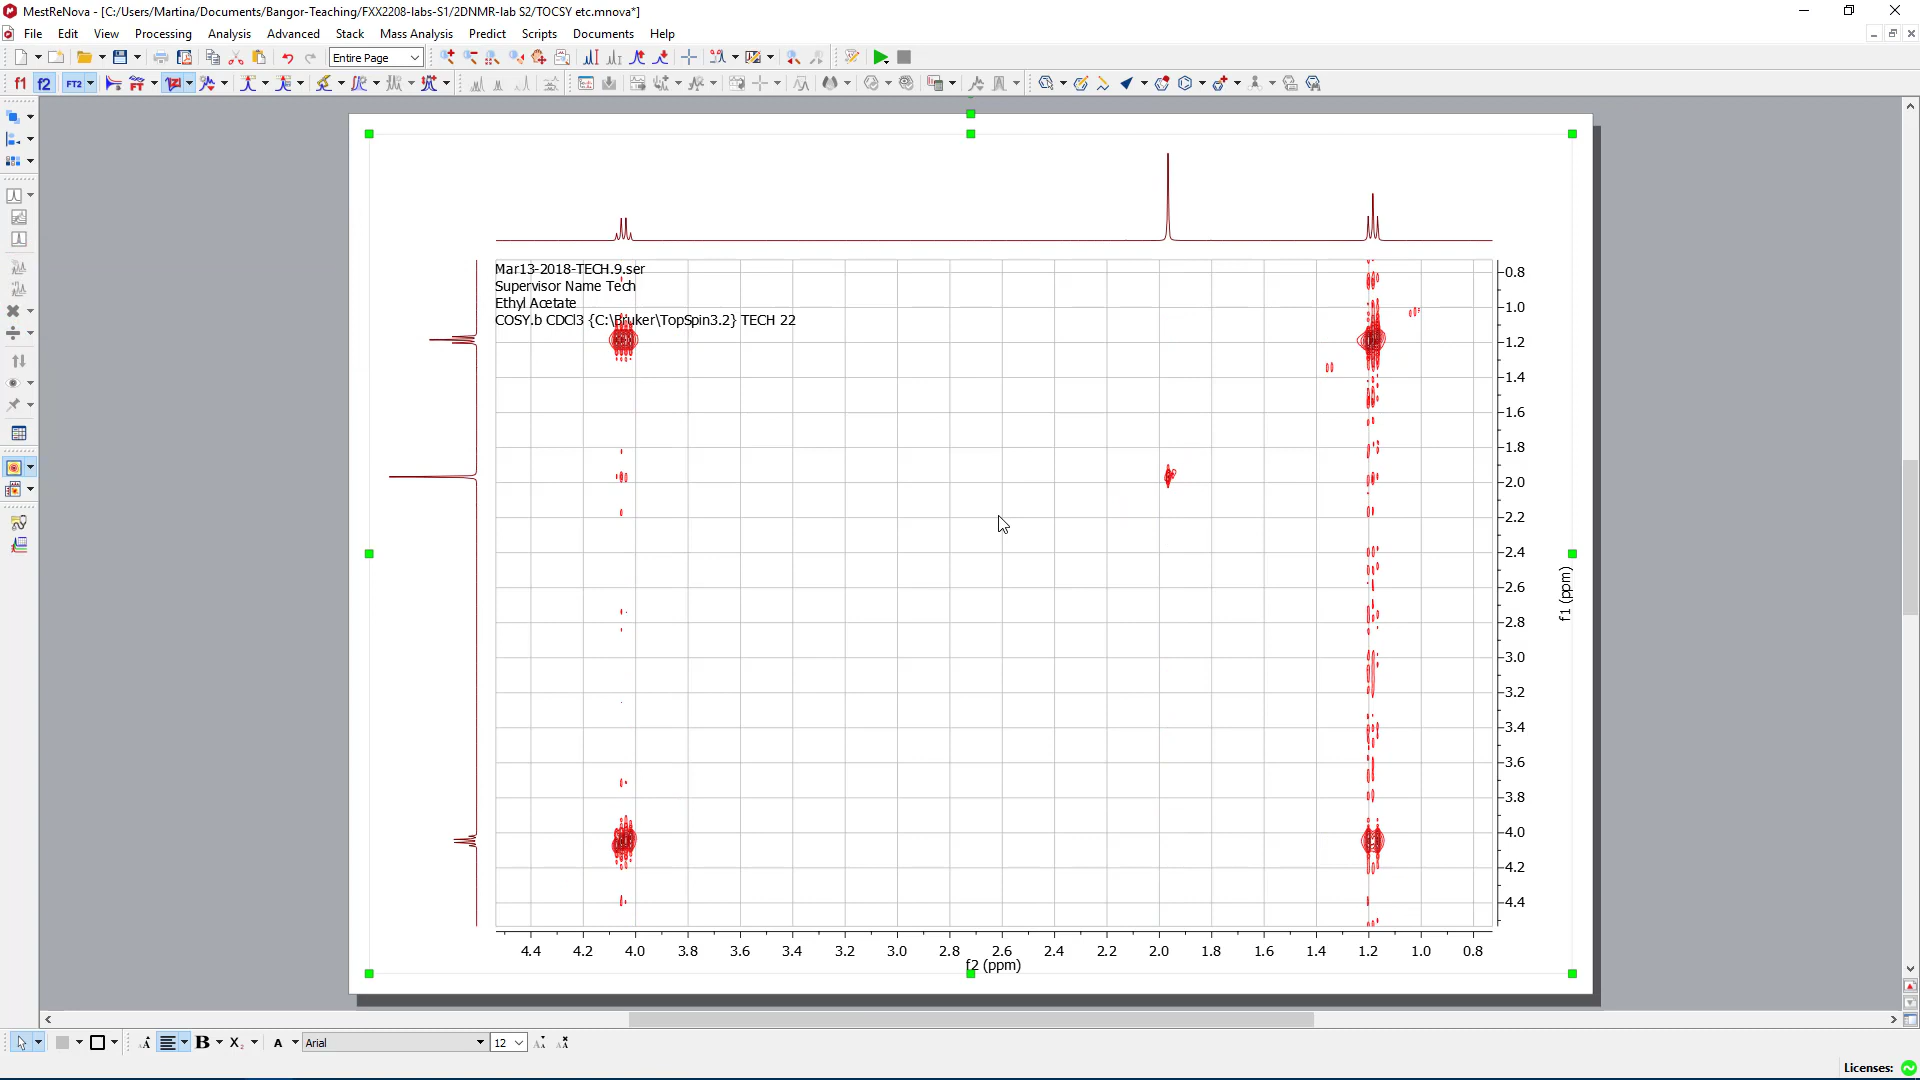 MestReNova - [C:/Users/Martina/Documents/Bangor-Teaching/FXX2208-labs-S1/2DNMR-lab S2/TOCSY etc.mnova*]
File Edit View Processing Analysis Advanced Stack Mass Analysis Predict Scripts Documents Help
Entire Page
f1 f2 FT2
Mar13-2018-TECH.9.ser
Supervisor Name Tech
Ethyl Acetate
COSY.b CDCl3 {C:\Bruker\TopSpin3.2} TECH 22
0.8
1.0
1.2
1.4
1.6
1.8
2.0
2.2
2.4
2.6
2.8
3.0
3.2
3.4
3.6
3.8
4.0
4.2
4.4
f1 (ppm)
4.4 4.2 4.0 3.8 3.6 3.4 3.2 3.0 2.8 2.6 2.4 2.2 2.0 1.8 1.6 1.4 1.2 1.0 0.8
f2 (ppm)
B X2 A Arial 12
Licenses: